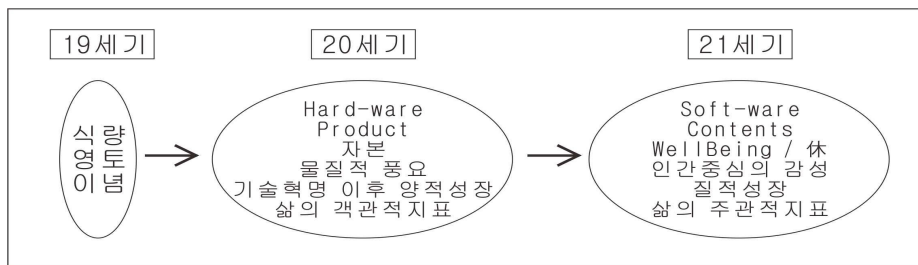 19세기
식량
영토
이념
20세기
Hard-ware
Product
자본
물질적 풍요
기술혁명 이후 양적성장
삶의 객관적지표
21세기
Soft-ware
Contents
WellBeing / 休
인간중심의 감성
질적성장
삶의 주관적지표